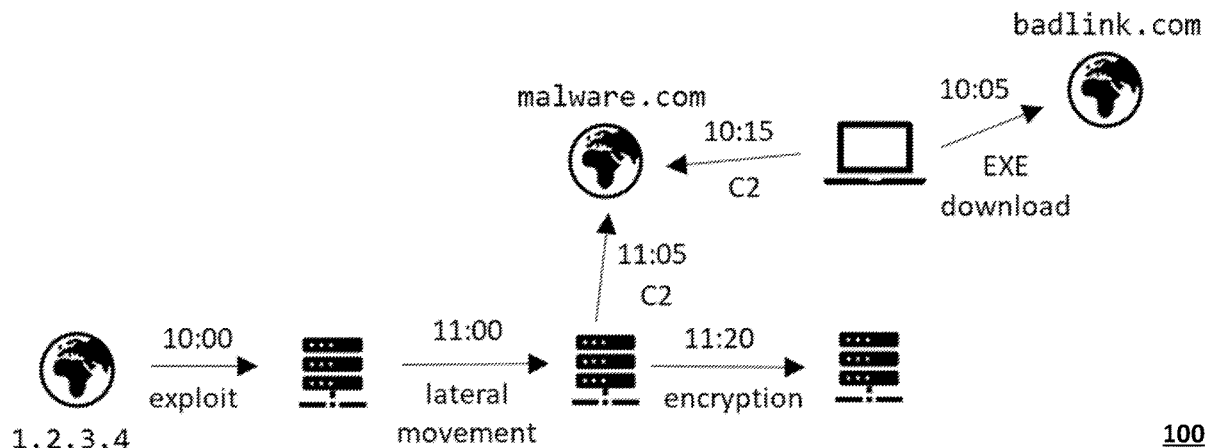 badlink.com
malware.com
10:05
10:15
EXE
C2
download
11:05
C2
10:00
11:00
11:20
exploit
lateral
encryption
movement
1.2.3.4
100